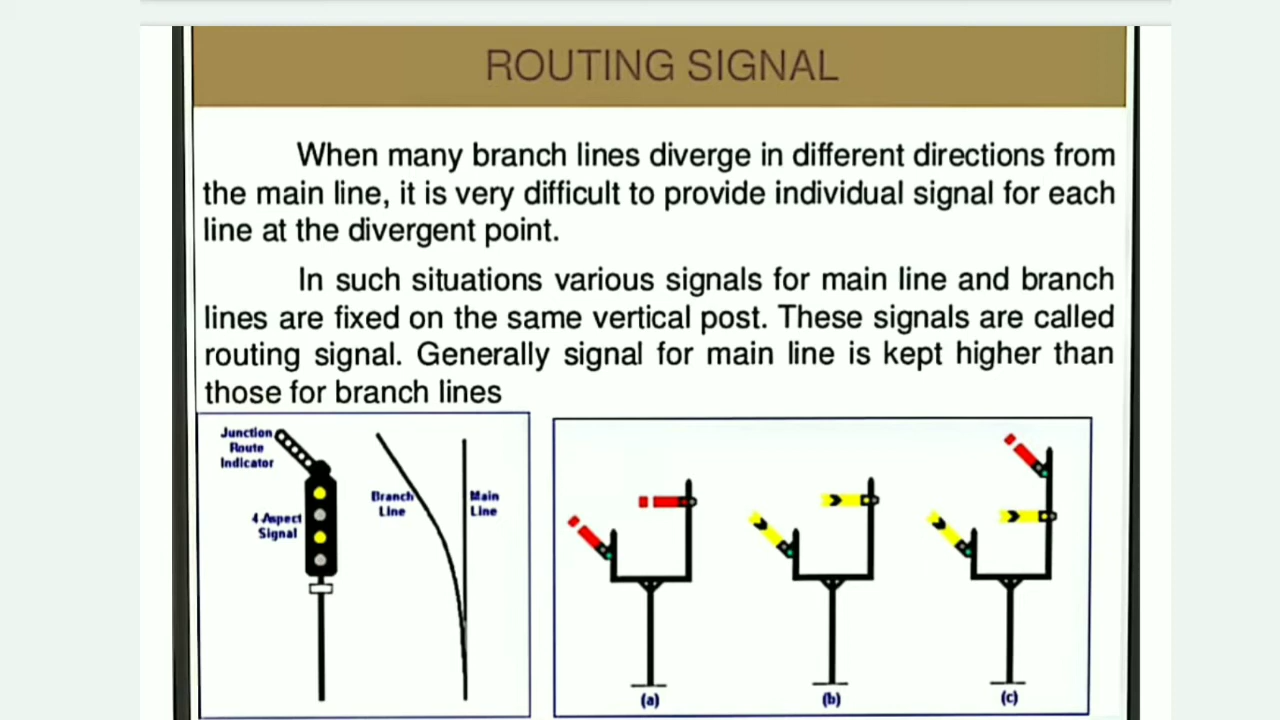 ROUTING SIGNAL
When many branch lines diverge in different directions from
the main line, it is very difficult to provide individual signal for each
line at the divergent point.
In such situations various signals for main line and branch
lines are fixed on the same vertical post. These signals are called
routing signal. Generally signal for main line is kept higher than
those for branch lines
Junction
Route
Indicator
4-Aspect
Signal
Branch
Line
Main
Line
(a)
(b)
(c)